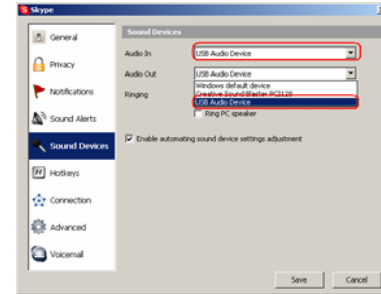 Skype
General
Privacy
Notifications
Sound Alerts
Sound Devices
Hotkeys
Connection
Advanced
Voicemail
Sound Devices
Audio In
USB Audio Device
Audio Out
USB Audio Device
Windows default device
Creative Sound Blaster PCI128
USB Audio Device
Ringing
Ring PC speaker
Enable automating sound device settings adjustment
Save
Cancel